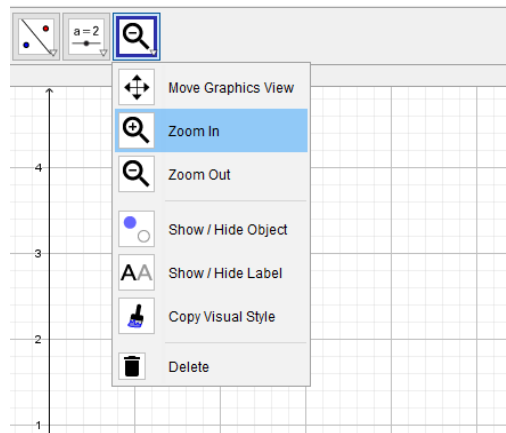 a = 2
Move Graphics View
Zoom In
Zoom Out
Show / Hide Object
AA Show / Hide Label
Copy Visual Style
Delete
4
3
2
1